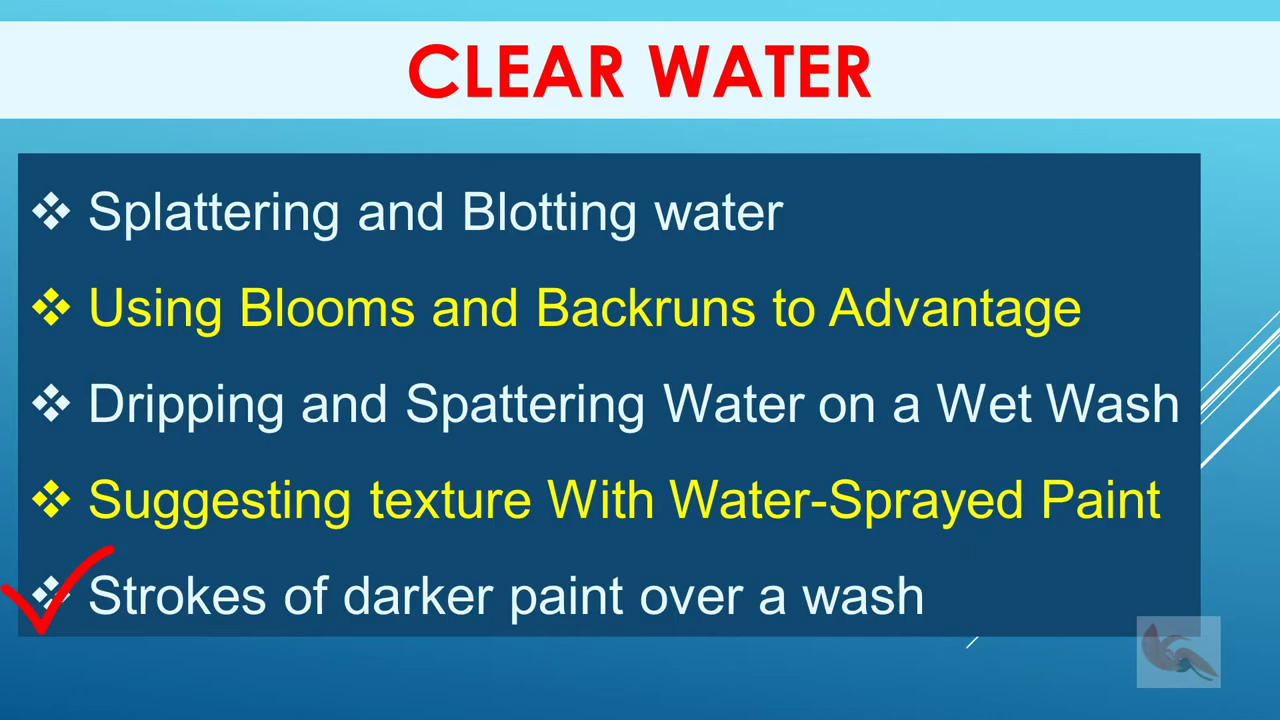 CLEAR WATER
❖ Splattering and Blotting water
❖ Using Blooms and Backruns to Advantage
❖ Dripping and Spattering Water on a Wet Wash
❖ Suggesting texture With Water-Sprayed Paint
❖ Strokes of darker paint over a wash